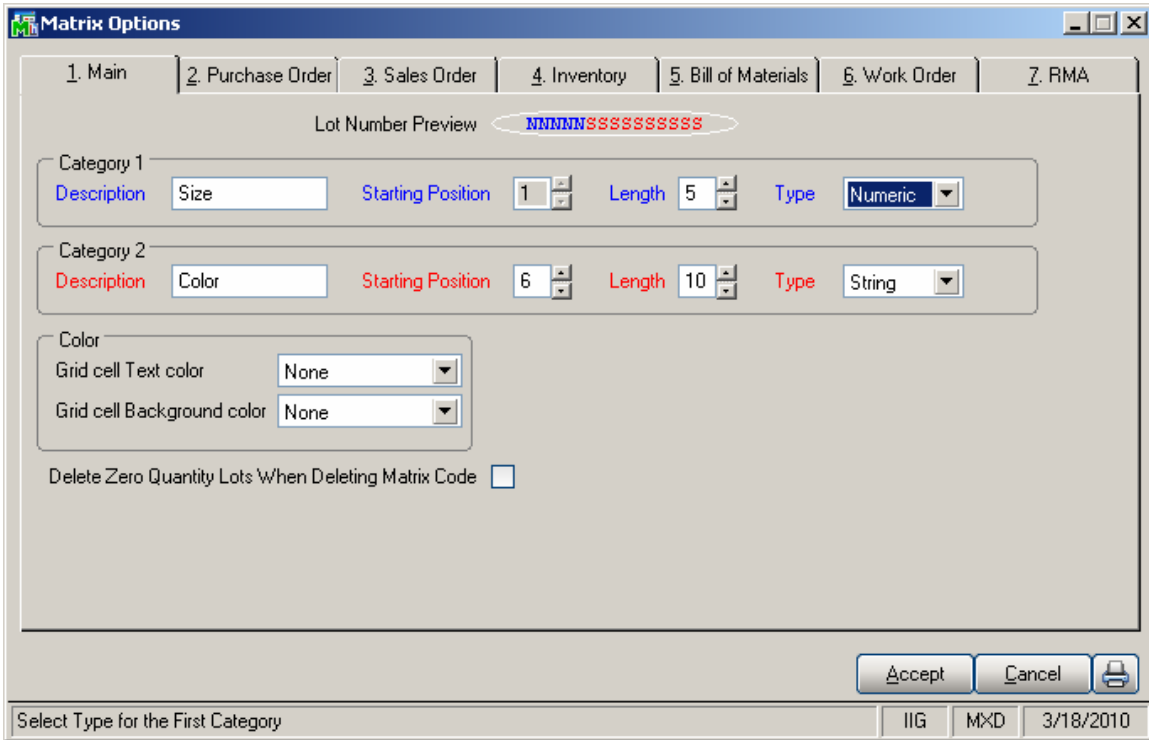 Matrix Options
1. Main 2. Purchase Order 3. Sales Order 4. Inventory 5. Bill of Materials 6. Work Order 7. RMA
Lot Number Preview NNNNNSSSSSSSSSS
Category 1
Description Size Starting Position 1 Length 5 Type Numeric
Category 2
Description Color Starting Position 6 Length 10 Type String
Color
Grid cell Text color None
Grid cell Background color None
Delete Zero Quantity Lots When Deleting Matrix Code
Accept Cancel
Select Type for the First Category IIG MXD 3/18/2010